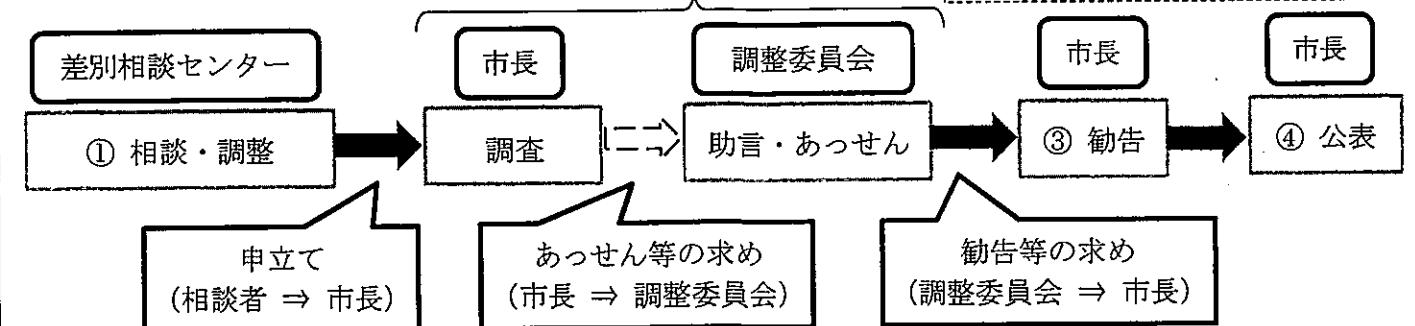 差別相談センター
市長
調整委員会
市長
市長
① 相談・調整
調査
助言・あっせん
③ 勧告
④ 公表
申立て
(相談者 ⇒ 市長)
あっせん等の求め
(市長 ⇒ 調整委員会)
勧告等の求め
(調整委員会 ⇒ 市長)